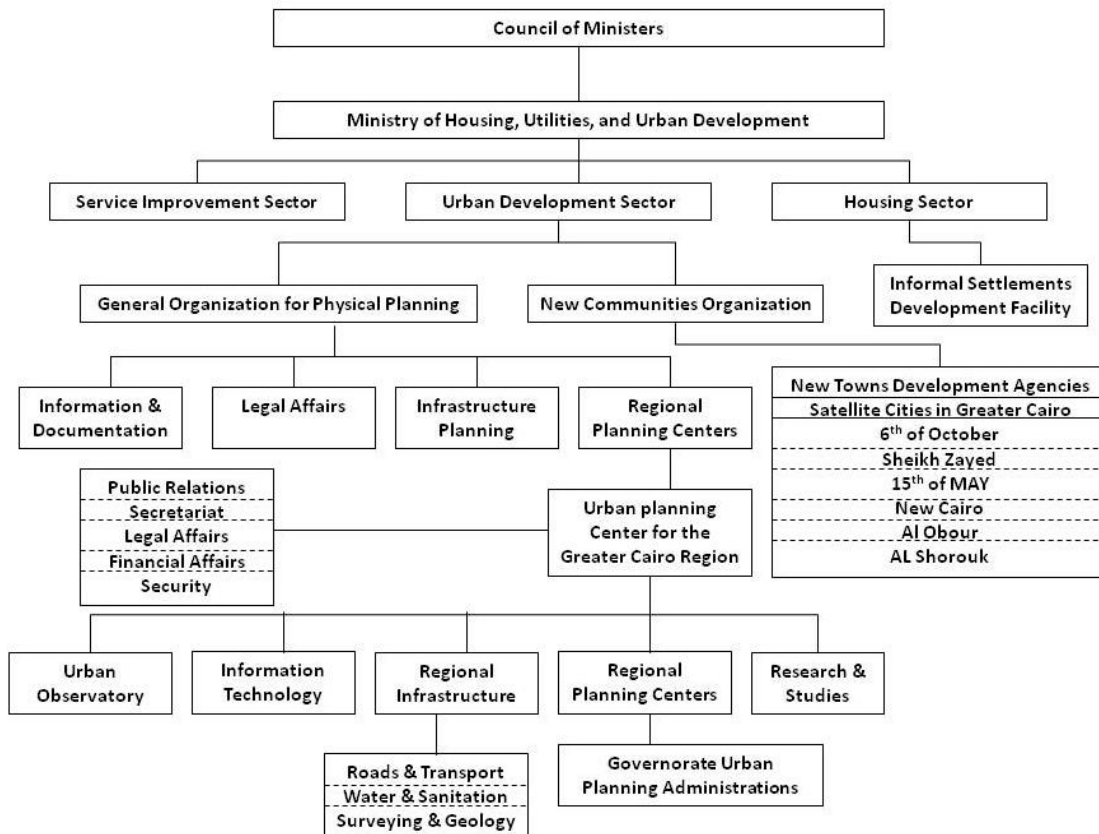 Council of Ministers
Ministry of Housing, Utilities, and Urban Development
Service Improvement Sector
Urban Development Sector
Housing Sector
General Organization for Physical Planning
New Communities Organization
Informal Settlements
Development Facility
Information &
Documentation
Legal Affairs
Infrastructure
Planning
Regional
Planning Centers
New Towns Development Agencies
Satellite Cities in Greater Cairo
6th of October
Sheikh Zayed
15th of MAY
New Cairo
Al Obour
AL Shorouk
Public Relations
Secretariat
Legal Affairs
Financial Affairs
Security
Urban planning
Center for the
Greater Cairo Region
Urban
Observatory
Information
Technology
Regional
Infrastructure
Regional
Planning Centers
Research &
Studies
Roads & Transport
Water & Sanitation
Surveying & Geology
Governorate Urban
Planning Administrations